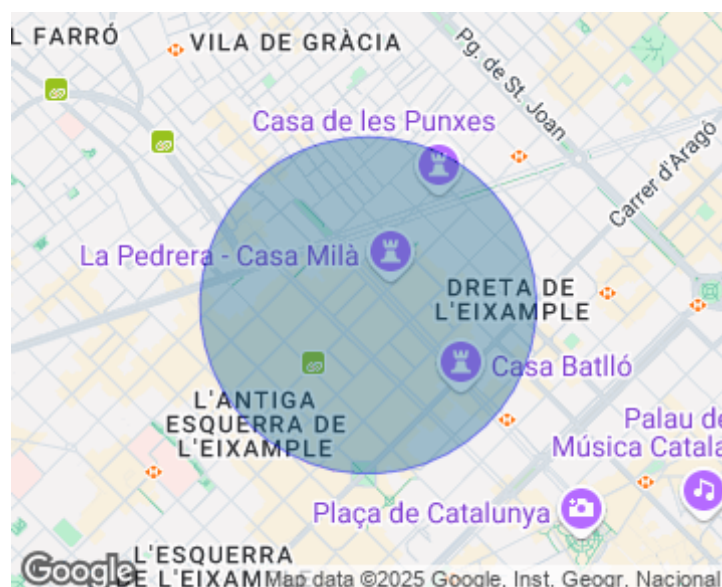 L FARRÓ
VILA DE GRÀCIA
Pg. de St. Joan
Casa de les Punxes
Carrer d'Aragó
La Pedrera - Casa Milà
DRETA DE
L'EIXAMPLE
Casa Batlló
L'ANTIGA
ESQUERRA DE
L'EIXAMPLE
Palau de
Música Catala
Plaça de Catalunya
L'ESQUERRA
DE L'EIXAMPLE
Google
Map data ©2025 Google, Inst. Geogr. Nacional